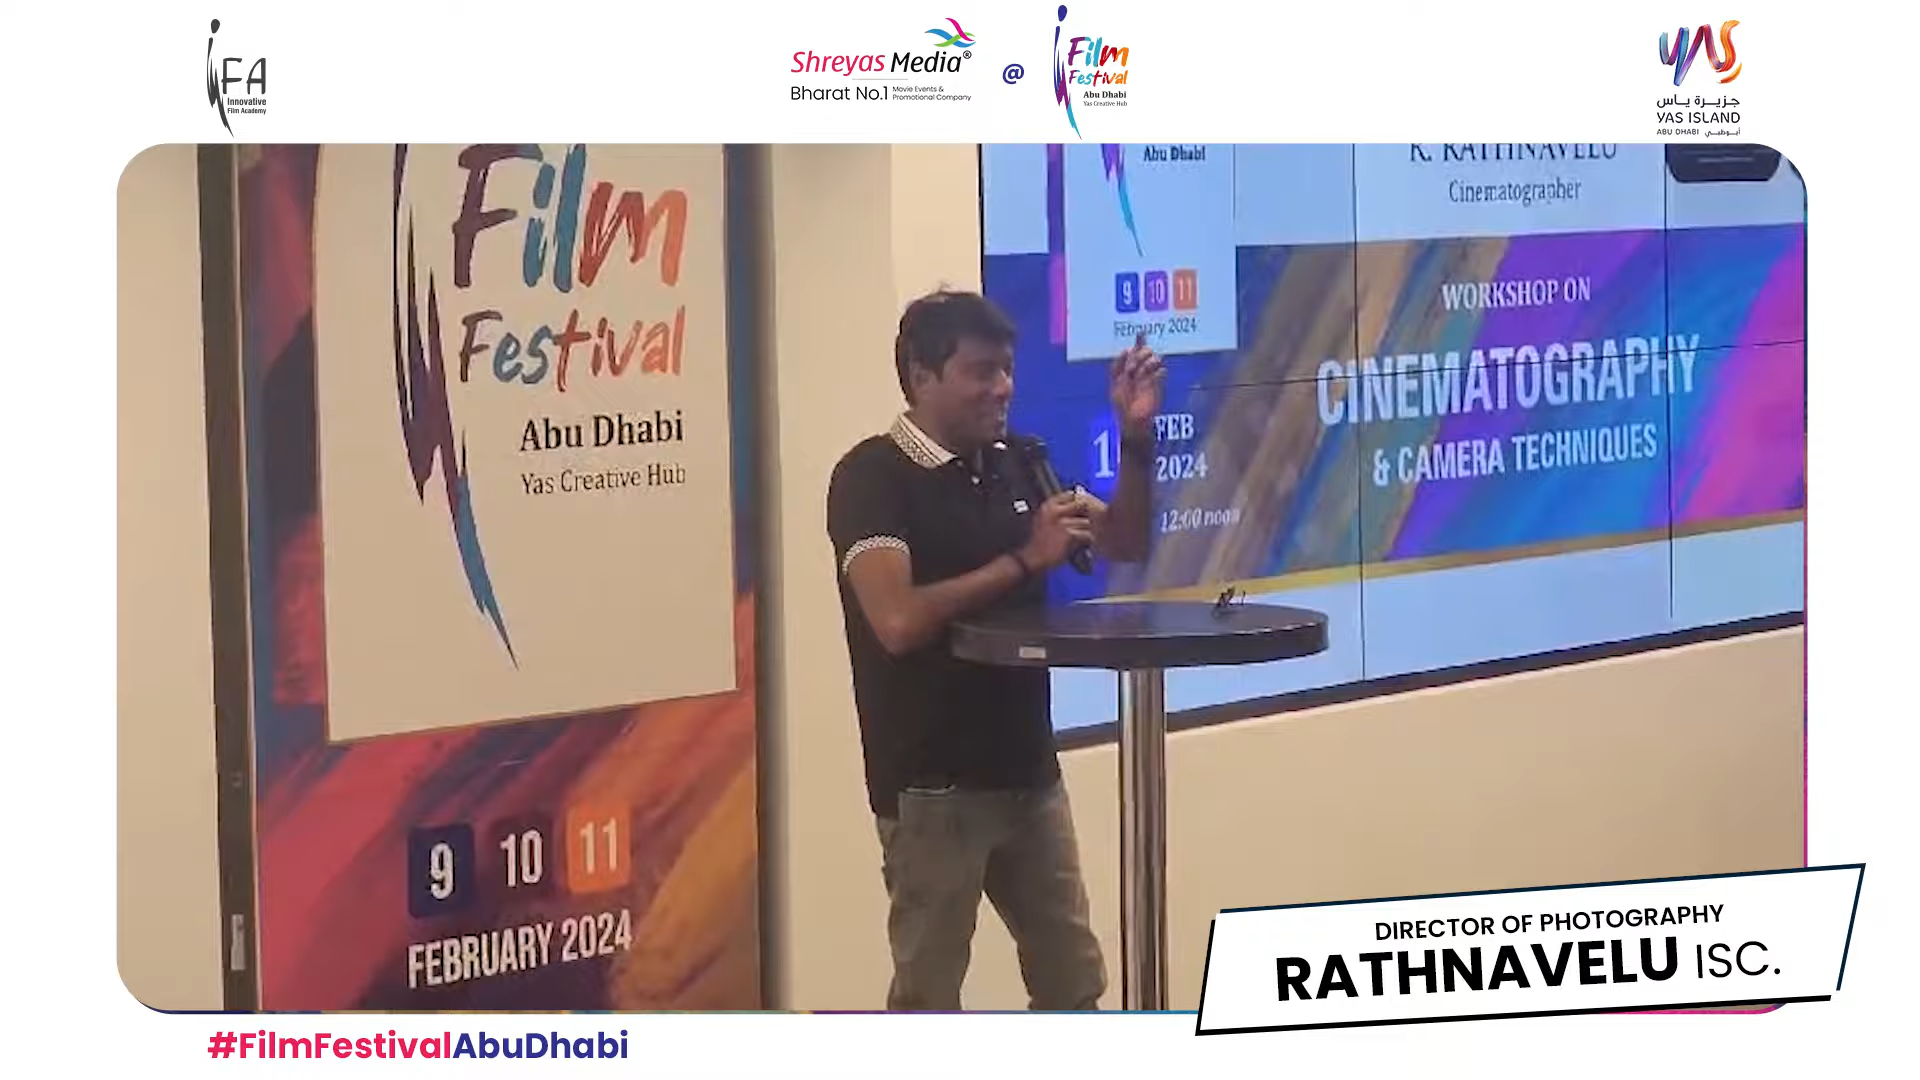 FA
Innovative
Film Academy
Shreyas Media®
Bharat No.1 Movie Events &
Promotional Company
@
Film
Festival
Abu Dhabi
Yas Creative Hub
yas
جزيرة ياس
YAS ISLAND
ABU DHABI أبوظبي
Film
Festival
Abu Dhabi
Yas Creative Hub
9 10 11
FEBRUARY 2024
Abu Dhabi
9 10 11
February 2024
K. RATHNAVELU
Cinematographer
WORKSHOP ON
CINEMATOGRAPHY
& CAMERA TECHNIQUES
FEB
2024
12:00 noon
DIRECTOR OF PHOTOGRAPHY
RATHNAVELU ISC.
#FilmFestivalAbuDhabi